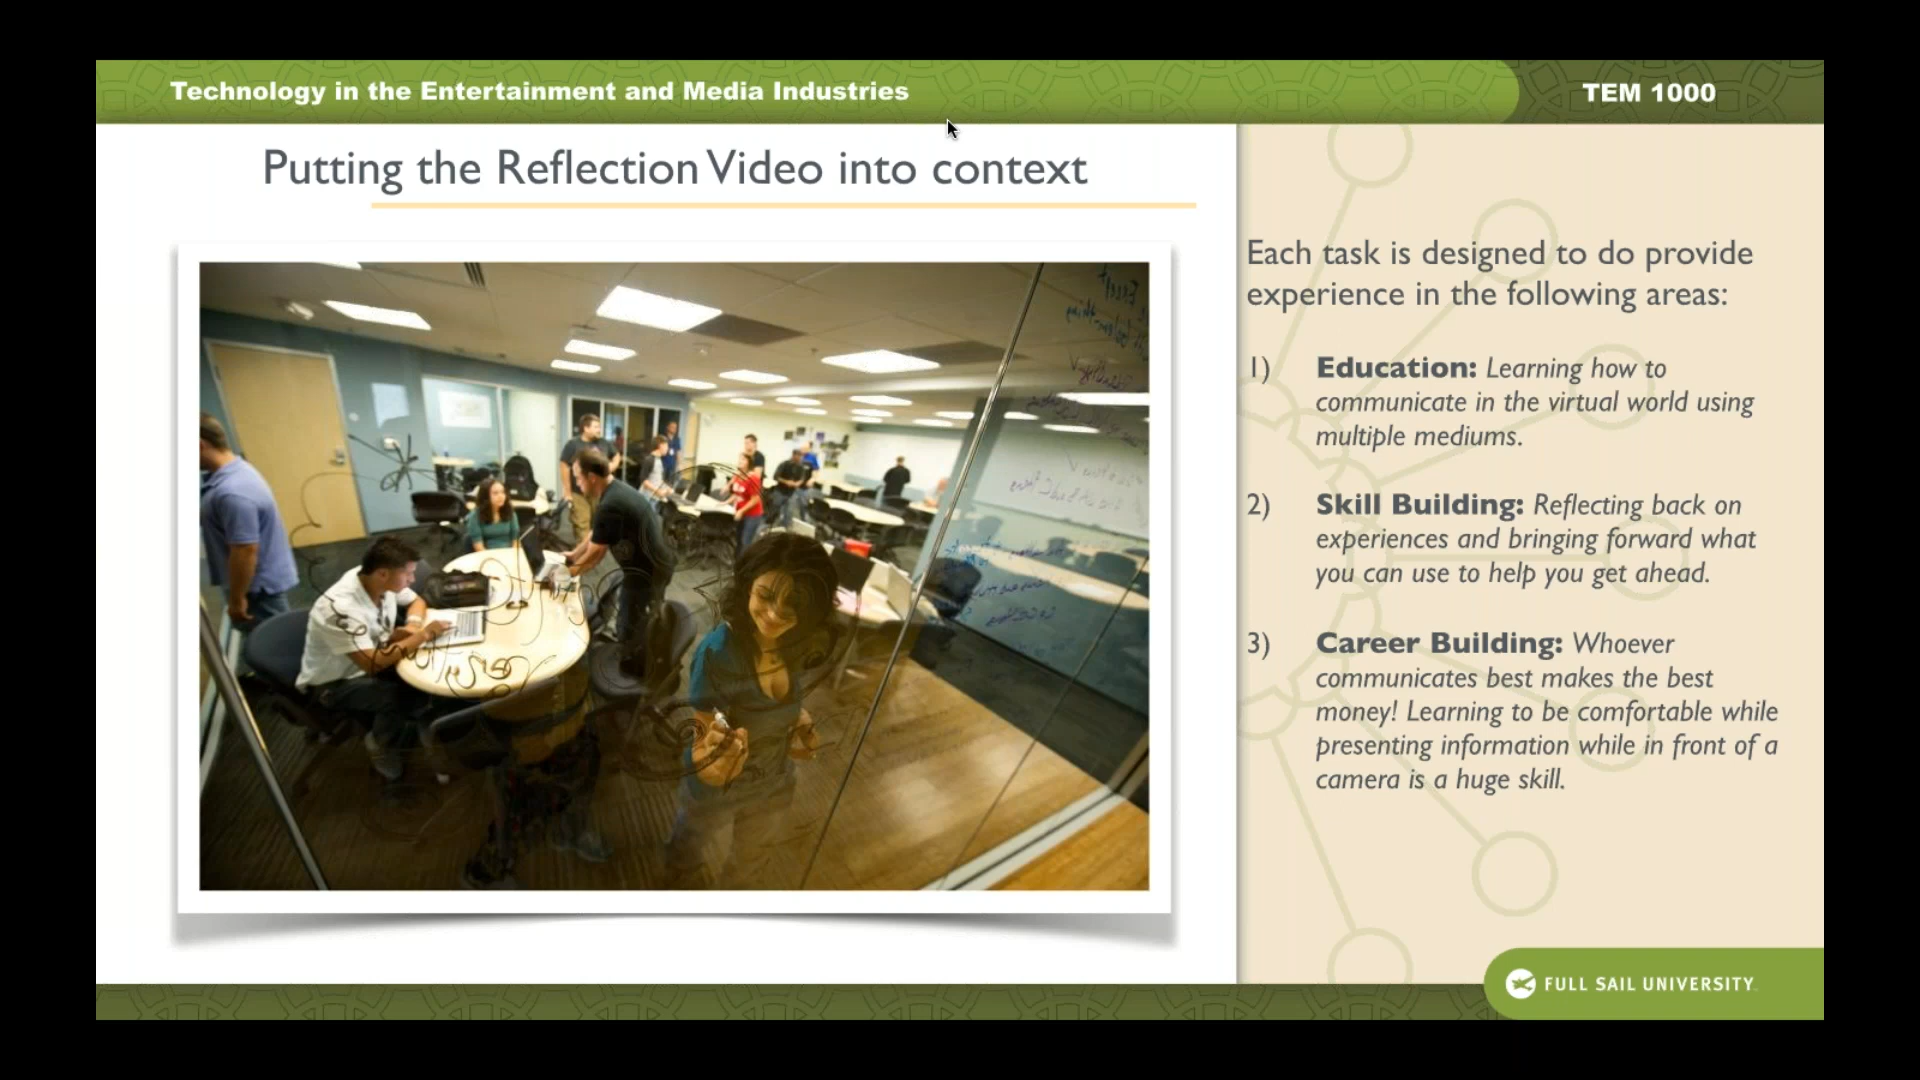 Technology in the Entertainment and Media Industries
TEM 1000
Putting the Reflection Video into context
Each task is designed to do provide
experience in the following areas:
1) Education: Learning how to
communicate in the virtual world using
multiple mediums.
2) Skill Building: Reflecting back on
experiences and bringing forward what
you can use to help you get ahead.
3) Career Building: Whoever
communicates best makes the best
money! Learning to be comfortable while
presenting information while in front of a
camera is a huge skill.
FULL SAIL UNIVERSITY